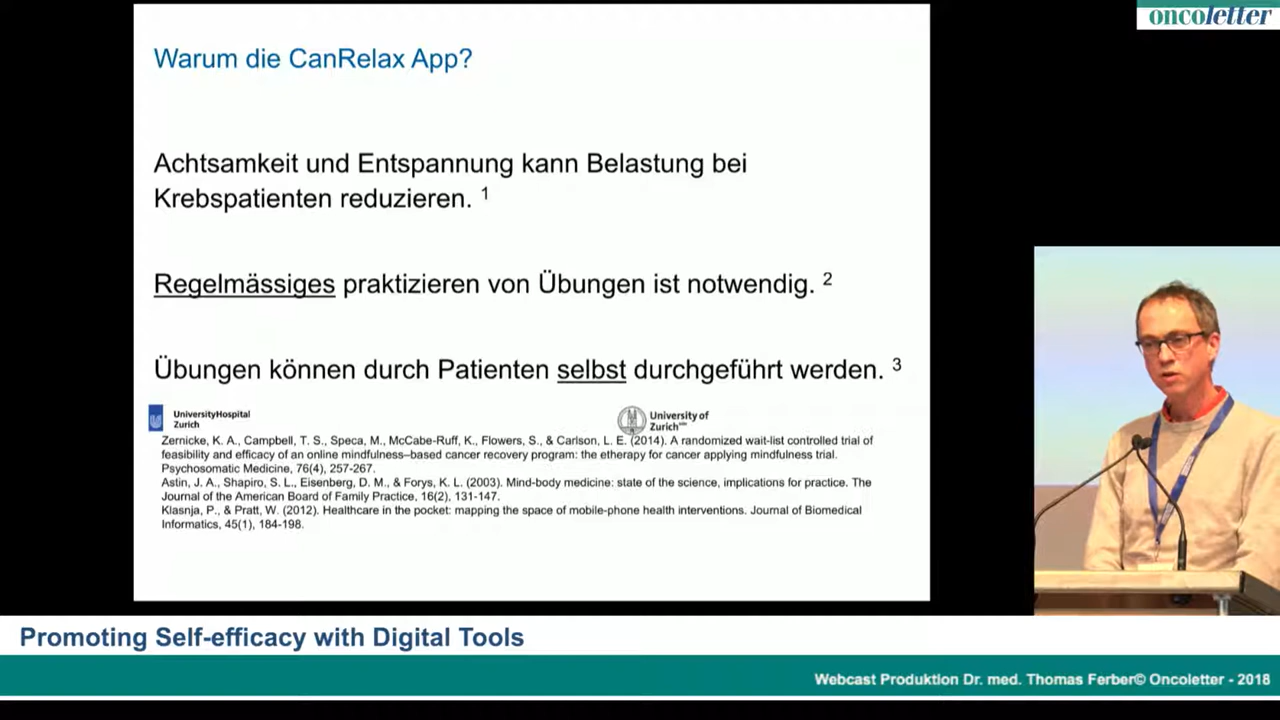 oncoletter
Warum die CanRelax App?
Achtsamkeit und Entspannung kann Belastung bei
Krebspatienten reduzieren. 1
Regelmässiges praktizieren von Übungen ist notwendig. 2
Übungen können durch Patienten selbst durchgeführt werden. 3
UniversityHospital
Zurich
University of
Zurich
Zernicke, K. A., Campbell, T. S., Speca, M., McCabe-Ruff, K., Flowers, S., & Carlson, L. E. (2014). A randomized wait-list controlled trial of
feasibility and efficacy of an online mindfulness–based cancer recovery program: the etherapy for cancer applying mindfulness trial.
Psychosomatic Medicine, 76(4), 257-267.
Astin, J. A., Shapiro, S. L., Eisenberg, D. M., & Forys, K. L. (2003). Mind-body medicine: state of the science, implications for practice. The
Journal of the American Board of Family Practice, 16(2), 131-147.
Klasnja, P., & Pratt, W. (2012). Healthcare in the pocket: mapping the space of mobile-phone health interventions. Journal of Biomedical
Informatics, 45(1), 184-198.
Promoting Self-efficacy with Digital Tools
Webcast Produktion Dr. med. Thomas Ferber© Oncoletter - 2018